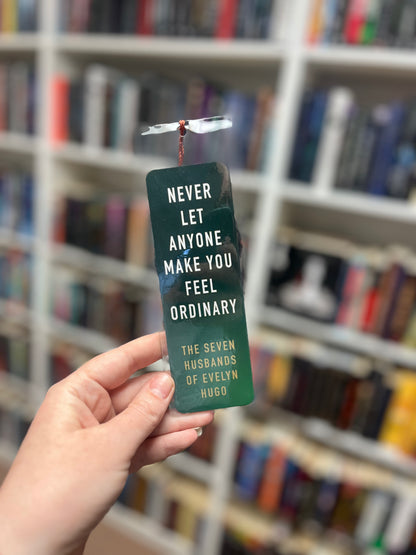 NEVER
LET
ANYONE
MAKE YOU
FEEL
ORDINARY
THE SEVEN
HUSBANDS
OF EVELYN
HUGO